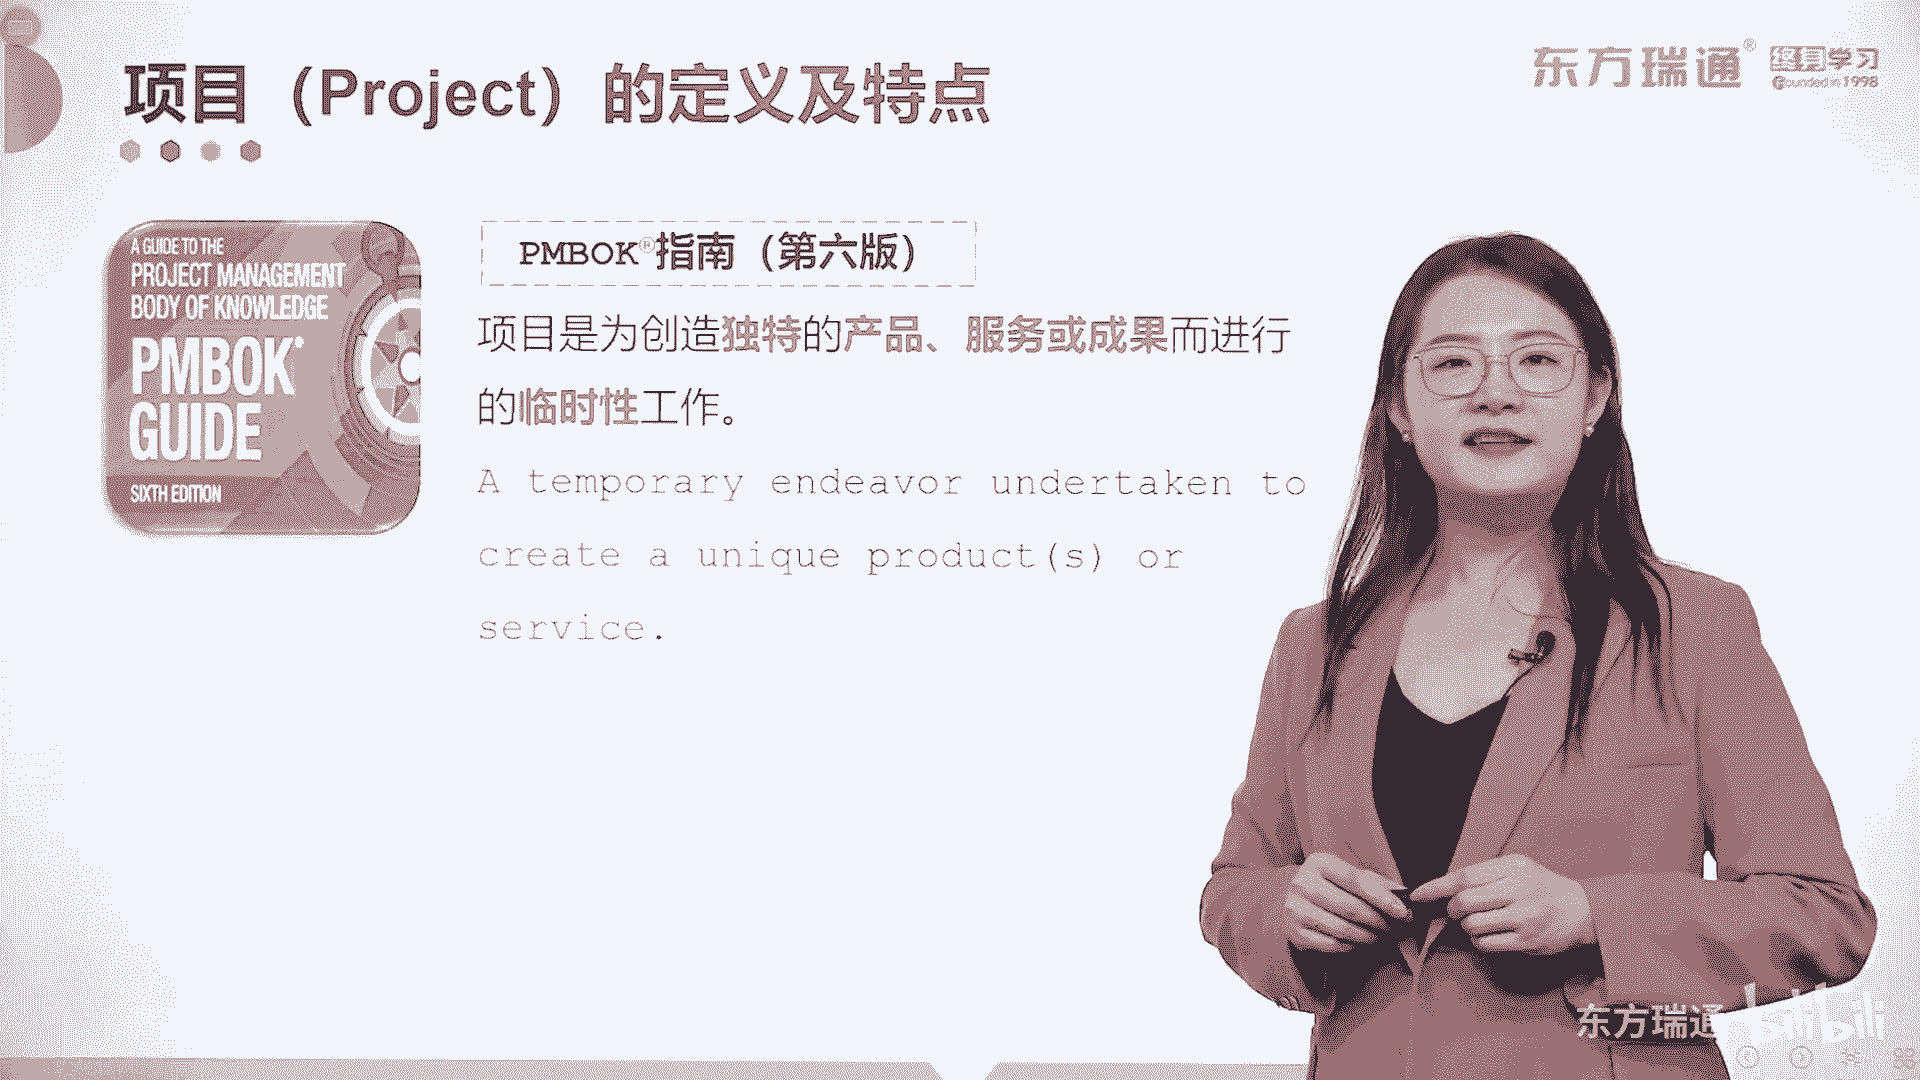 项目（Project）的定义及特点
东方瑞通® 终身学习
Founded in 1998
A GUIDE TO THE
PROJECT MANAGEMENT
BODY OF KNOWLEDGE
PMBOK®
GUIDE
SIXTH EDITION
PMBOK®指南（第六版）
项目是为创造独特的产品、服务或成果而进行
的临时性工作。
A temporary endeavor undertaken to
create a unique product(s) or
service.
东方瑞通
bilibili